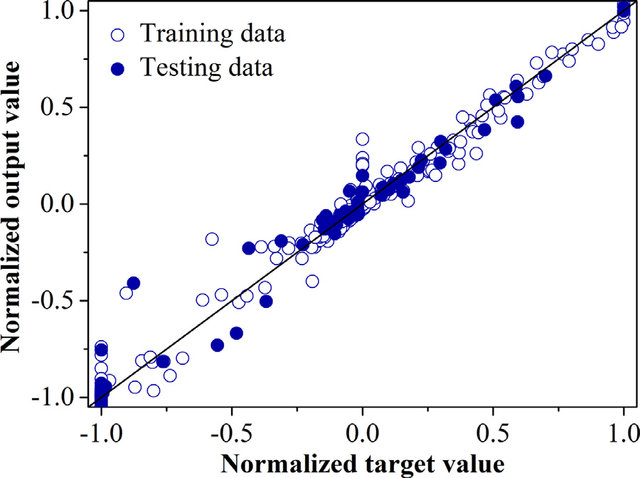 1.0
0.5
0.0
-0.5
-1.0
Normalized output value
Training data
Testing data
-1.0 -0.5 0.0 0.5 1.0
Normalized target value